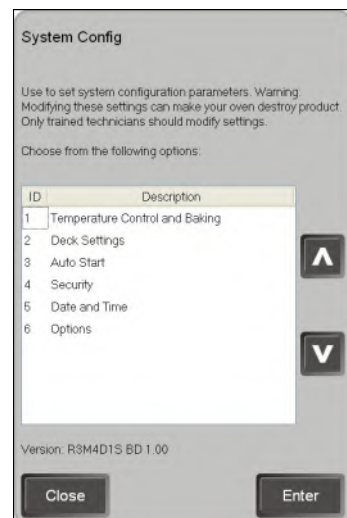 System Config
Use to set system configuration parameters. Warning:
Modifying these settings can make your oven destroy product.
Only trained technicians should modify settings.
Choose from the following options:
ID Description
1 Temperature Control and Baking
2 Deck Settings
3 Auto Start
4 Security
5 Date and Time
6 Options
Version: R3M4D1S BD 1.00
Close Enter